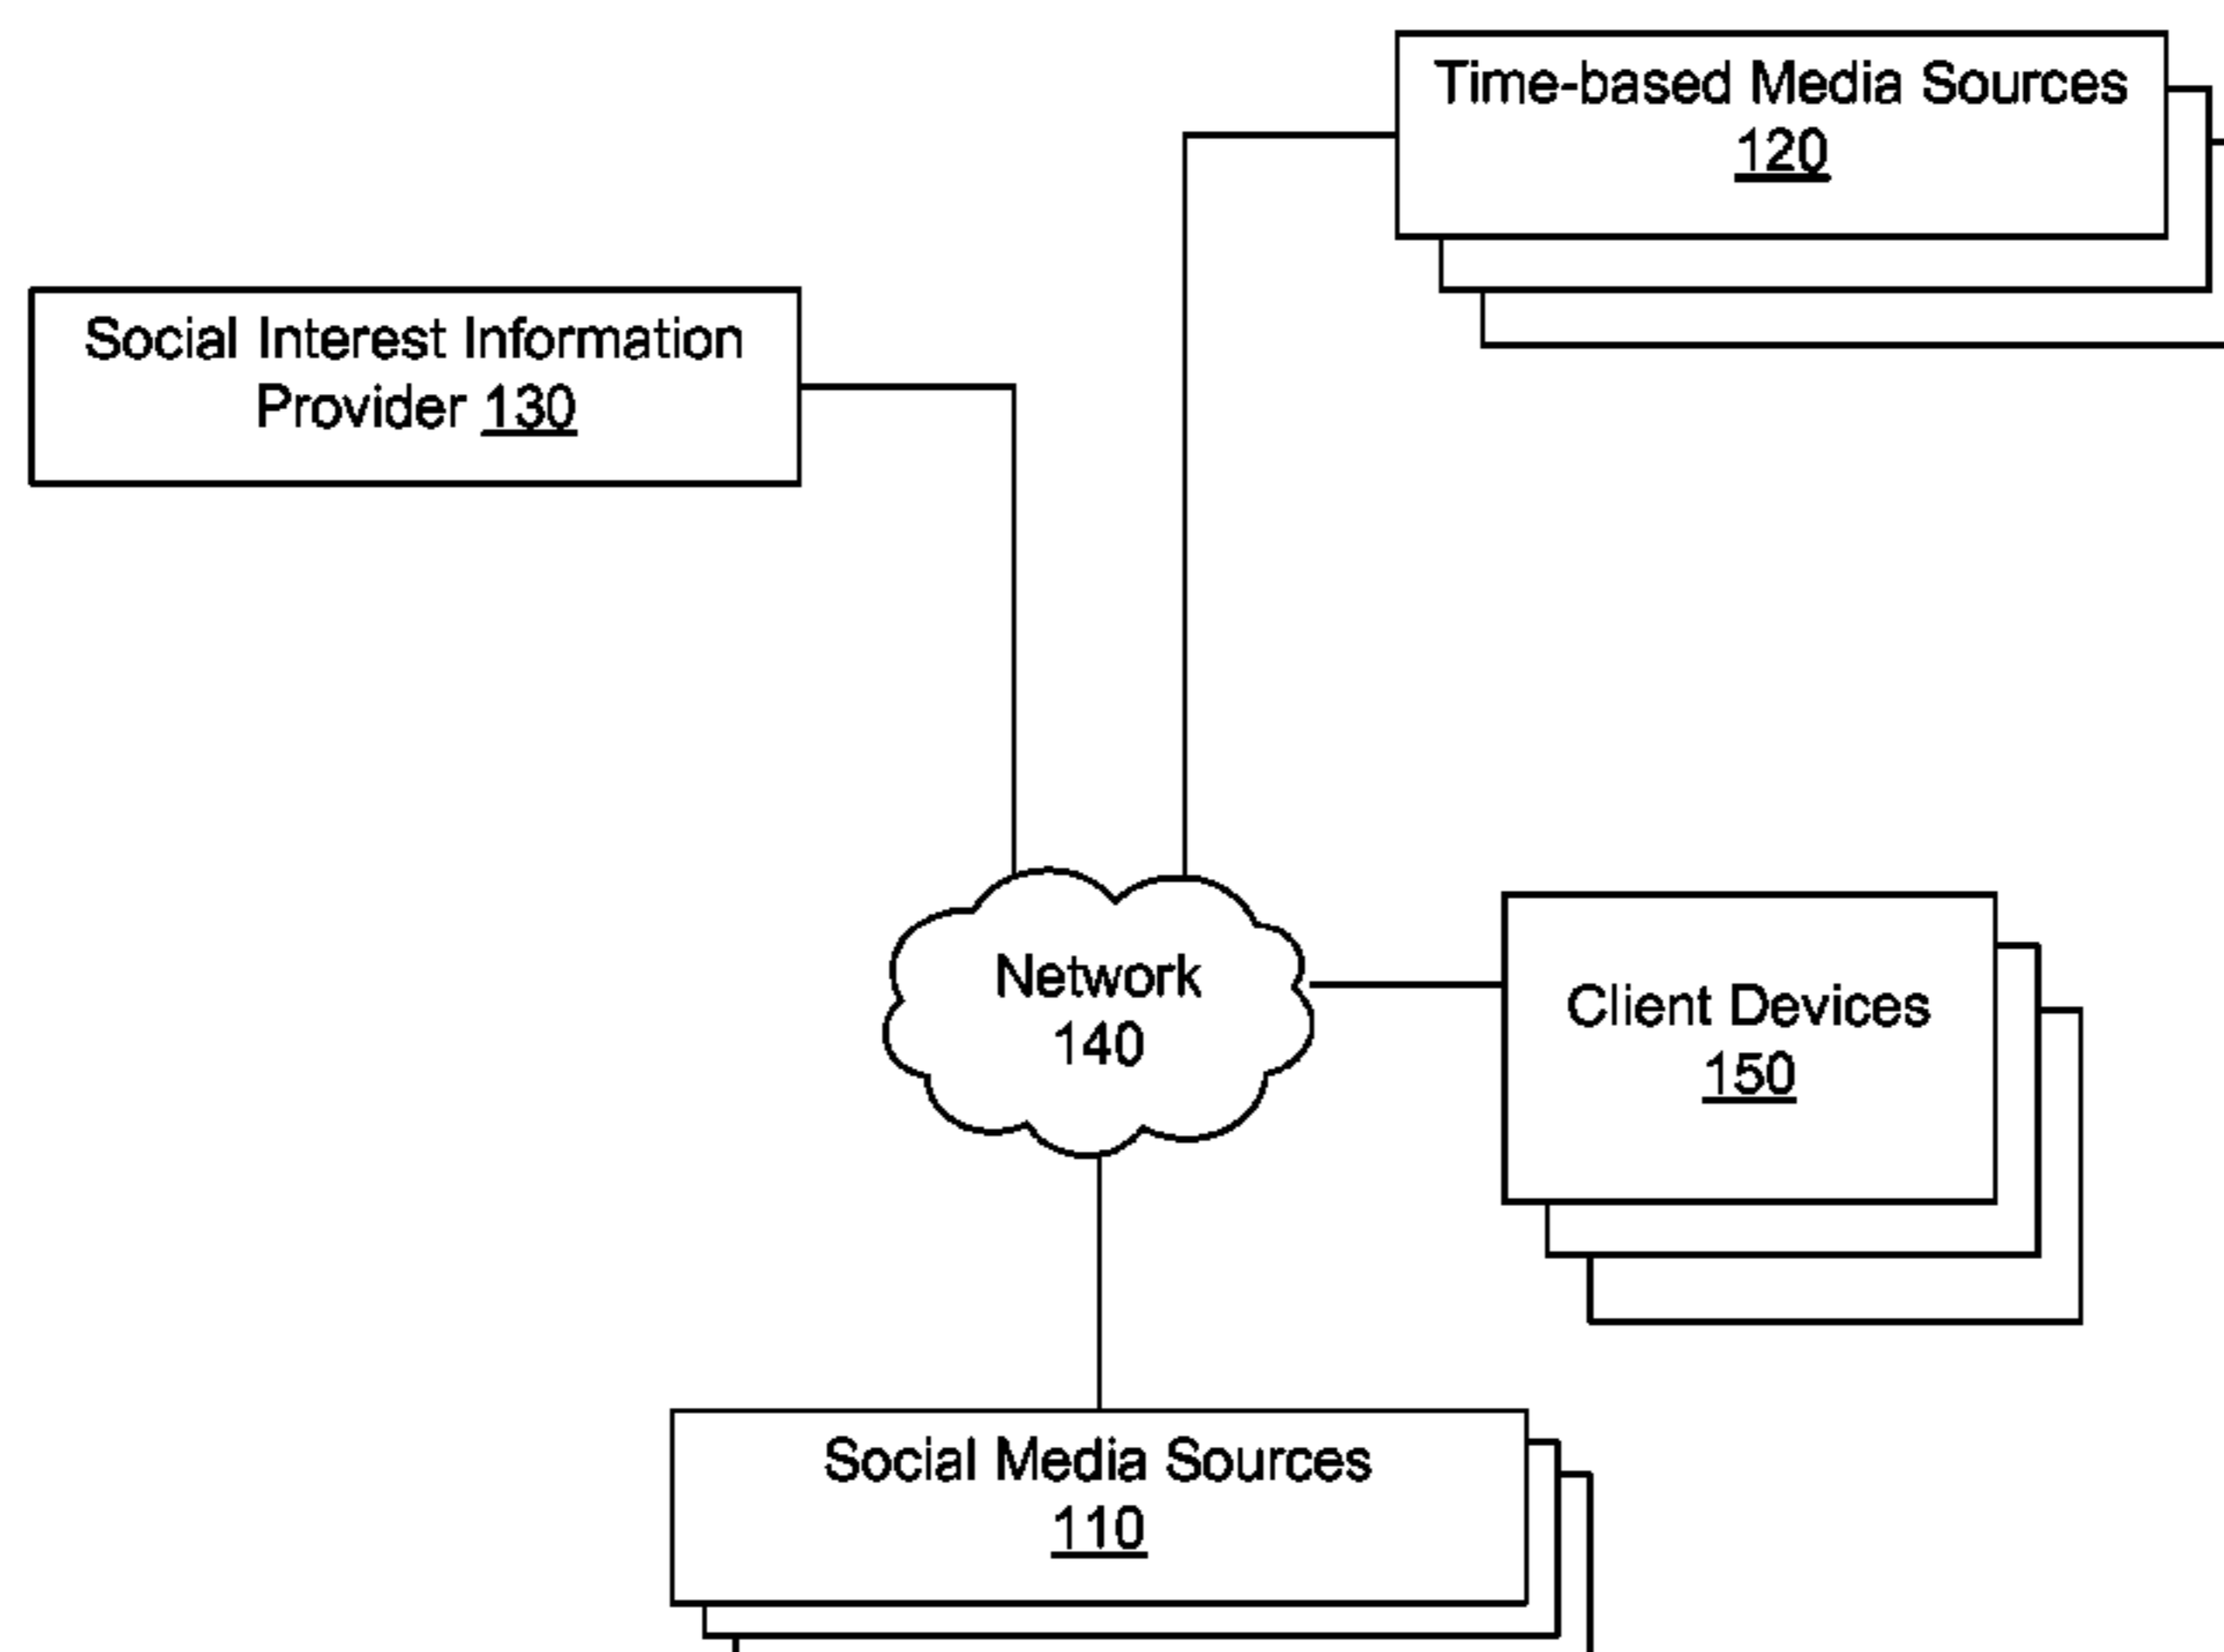 Time-based Media Sources
120
Social Interest Information
Provider 130
Network
140
Client Devices
150
Social Media Sources
110